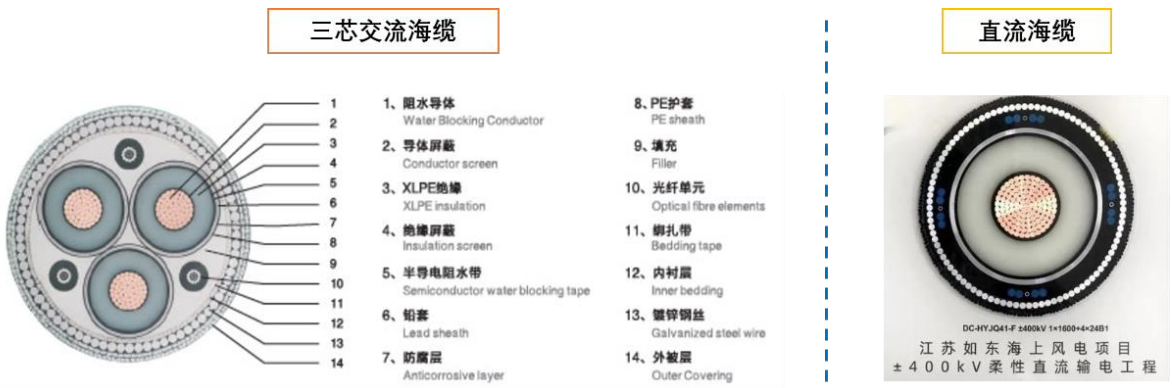 三芯交流海缆
直流海缆
1
2
3
4
5
6
7
8
9
10
11
12
13
14
1、阻水导体
Water Blocking Conductor
2、导体屏蔽
Conductor screen
3、XLPE绝缘
XLPE insulation
4、绝缘屏蔽
Insulation screen
5、半导电阻水带
Semiconductor water blocking tape
6、铅套
Lead sheath
7、防腐层
Anticorrosive layer
8、PE护套
PE sheath
9、填充
Filler
10、光纤单元
Optical fibre elements
11、绑扎带
Bedding tape
12、内衬层
Inner bedding
13、镀锌钢丝
Galvanized steel wire
14、外被层
Outer Covering
DC-HYJQ41-F ±400kV 1×1600+4×24B1
江苏如东海上风电项目
±400kV柔性直流输电工程